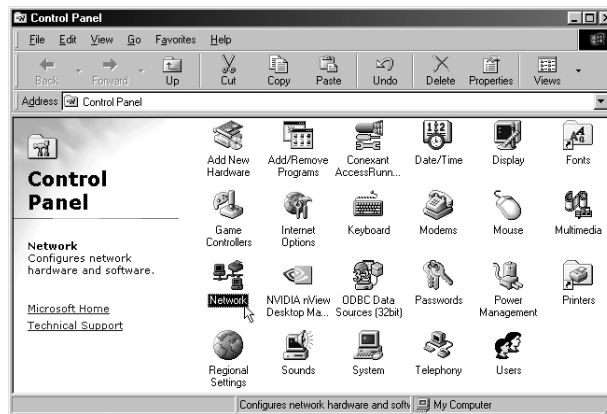 Control Panel
File Edit View Go Favorites Help
Back Forward Up Cut Copy Paste Undo Delete Properties Views
Address Control Panel
Control
Panel
Network
Configures network
hardware and software.
Microsoft Home
Technical Support
Add New
Hardware
Add/Remove
Programs
Conexant
AccessRunn...
Date/Time
Display
Fonts
Game
Controllers
Internet
Options
Keyboard
Modems
Mouse
Multimedia
Network
NVIDIA nView
Desktop Ma...
ODBC Data
Sources (32bit)
Passwords
Power
Management
Printers
Regional
Settings
Sounds
System
Telephony
Users
Configures network hardware and softw
My Computer